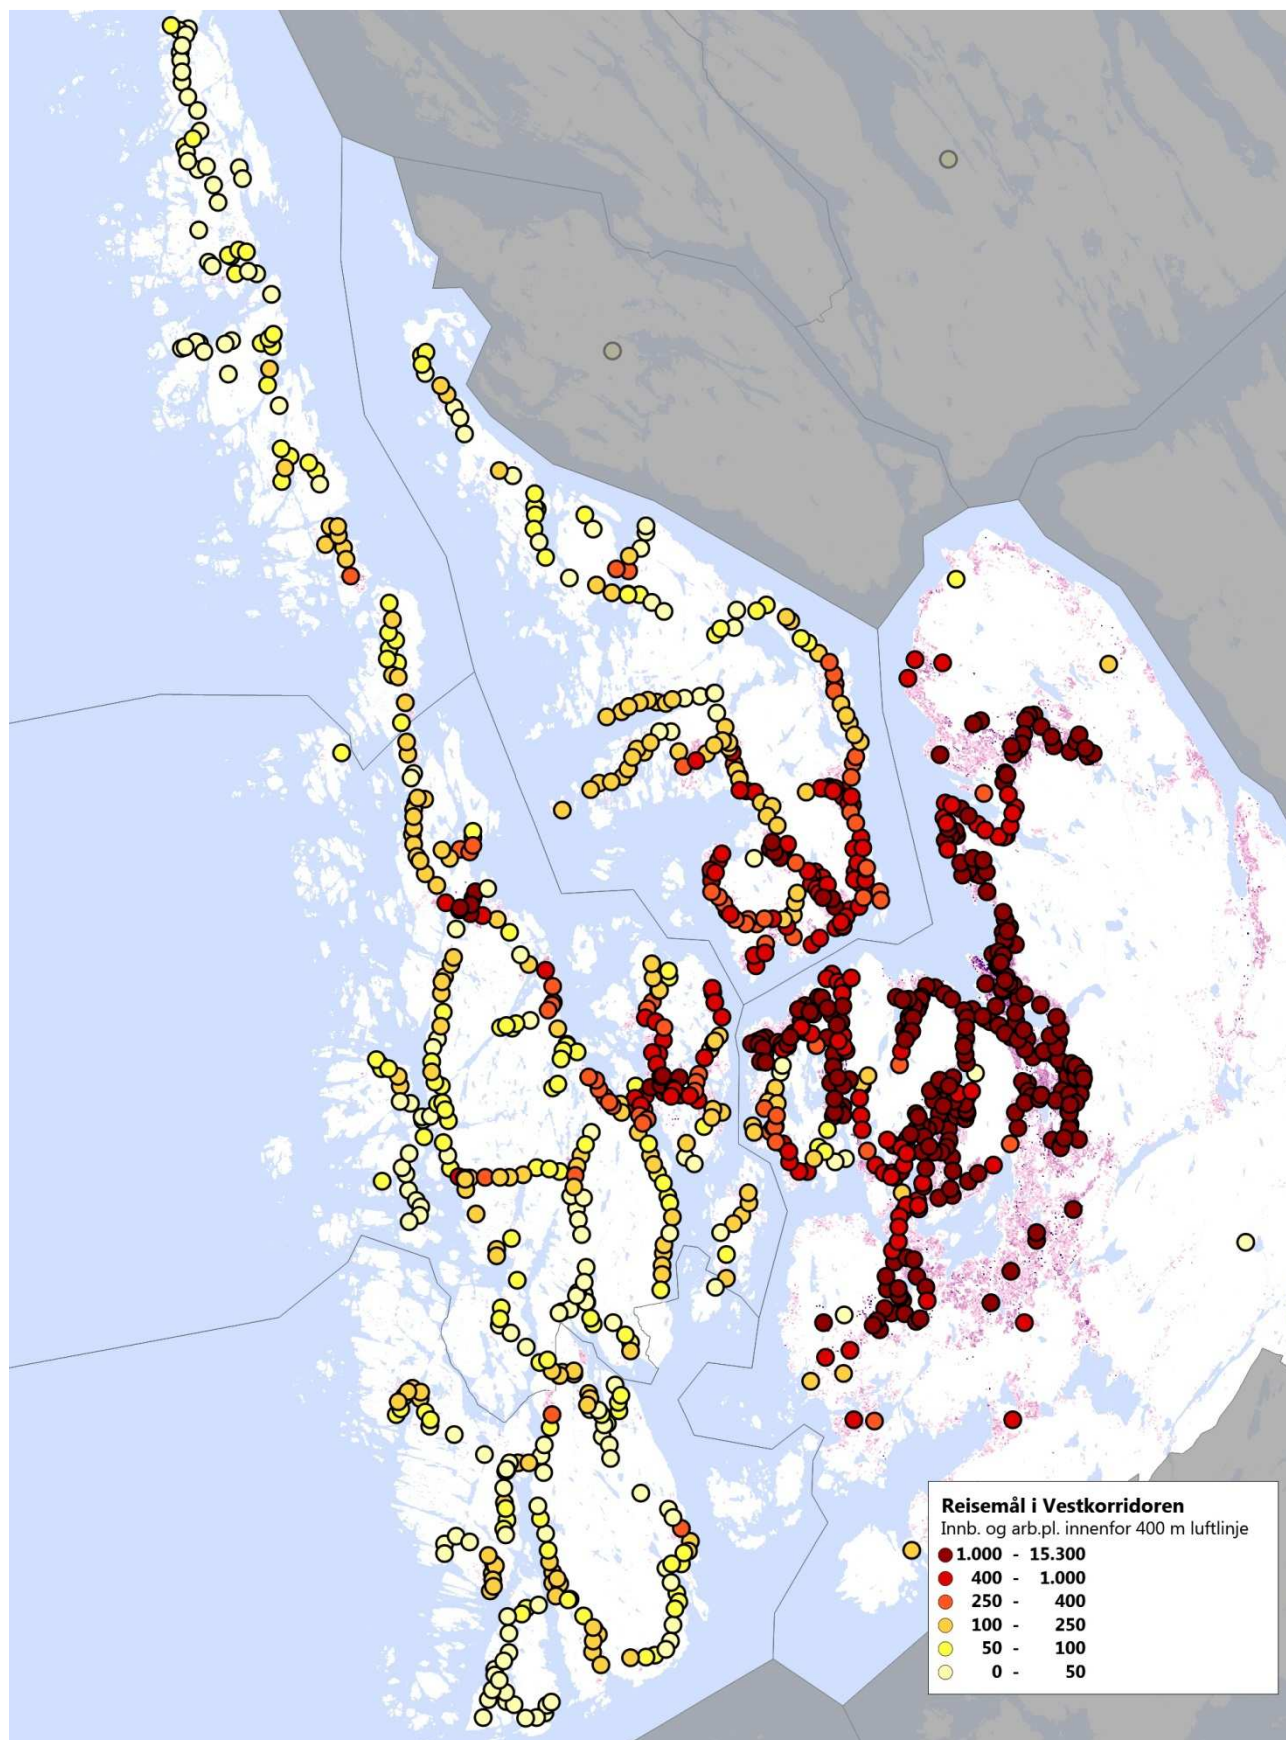 Reisemål i Vestkorridoren
Innb. og arb.pl. innenfor 400 m luftlinje
1.000 - 15.300
400 - 1.000
250 - 400
100 - 250
50 - 100
0 - 50